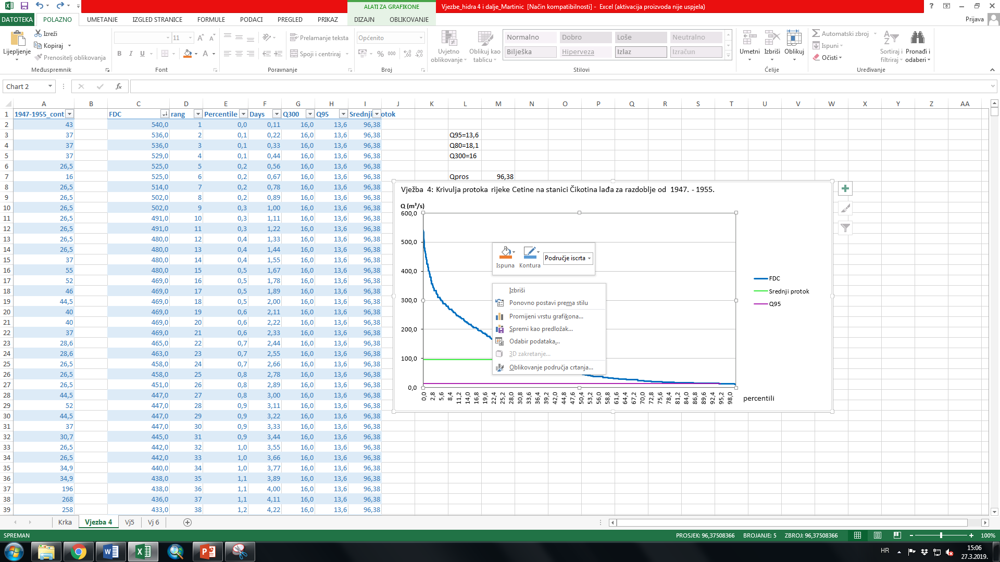 ALATI ZA GRAFIKONE
Vjezbe_hidra 4 i dalje_Martinic [Način kompatibilnosti] - Excel (aktivacija proizvoda nije uspjela)
DATOTEKA POLAZNO UMETANJE IZGLED STRANICE FORMULE PODACI PREGLED PRIKAZ DIZAJN OBLIKOVANJE Prijava
Lijepljenje
Izreži
Kopiraj
Prenositelj oblikovanja
Međuspremnik
11
B I U
Font
Prelamanje teksta
Spoji i centriraj
Poravnanje
Općenito
% 000
Broj
Uvjetno oblikovanje
Oblikuj kao tablicu
Normalno Dobro Loše Neutralno
Bilješka Hiperveza Izlaz Izračun
Stilovi
Umetni Izbriši Oblikuj
Ćelije
Automatski zbroj
Ispuni
Očisti
Sortiraj i filtriraj
Pronađi i odaberi
Uređivanje
Chart 2
fx
A B C D E F G H I J K L M N O P Q R S T U V W X Y Z AA
1 1947-1955_cont FDC rang Percentile Days Q300 Q95 Srednji otok
2 43 540,0 1 0,0 0,11 16,0 13,6 96,38
3 37 536,0 2 0,1 0,22 16,0 13,6 96,38 Q95=13,6
4 37 536,0 3 0,1 0,33 16,0 13,6 96,38 Q80=18,1
5 37 529,0 4 0,1 0,44 16,0 13,6 96,38 Q300=16
6 26,5 525,0 5 0,2 0,56 16,0 13,6 96,38
7 16 525,0 6 0,2 0,67 16,0 13,6 96,38 Qpros 96,38
8 26,5 514,0 7 0,2 0,78 16,0 13,6 96,38
9 26,5 502,0 8 0,2 0,89 16,0 13,6 96,38
10 26,5 502,0 9 0,3 1,00 16,0 13,6 96,38
11 26,5 491,0 10 0,3 1,11 16,0 13,6 96,38
12 26,5 491,0 11 0,3 1,22 16,0 13,6 96,38
13 26,5 480,0 12 0,4 1,33 16,0 13,6 96,38
14 26,5 480,0 13 0,4 1,44 16,0 13,6 96,38
15 37 480,0 14 0,4 1,55 16,0 13,6 96,38
16 55 480,0 15 0,5 1,67 16,0 13,6 96,38
17 52 469,0 16 0,5 1,78 16,0 13,6 96,38
18 46 469,0 17 0,5 1,89 16,0 13,6 96,38
19 44,5 469,0 18 0,5 2,00 16,0 13,6 96,38
20 40 469,0 19 0,6 2,11 16,0 13,6 96,38
21 40 469,0 20 0,6 2,22 16,0 13,6 96,38
22 37 469,0 21 0,6 2,33 16,0 13,6 96,38
23 28,6 465,0 22 0,7 2,44 16,0 13,6 96,38
24 28,6 463,0 23 0,7 2,55 16,0 13,6 96,38
25 26,5 458,0 24 0,7 2,66 16,0 13,6 96,38
26 26,5 458,0 25 0,8 2,78 16,0 13,6 96,38
27 26,5 451,0 26 0,8 2,89 16,0 13,6 96,38
28 44,5 447,0 27 0,8 3,00 16,0 13,6 96,38
29 52 447,0 28 0,9 3,11 16,0 13,6 96,38
30 44,5 447,0 29 0,9 3,22 16,0 13,6 96,38
31 37 447,0 30 0,9 3,33 16,0 13,6 96,38
32 30,7 445,0 31 0,9 3,44 16,0 13,6 96,38
33 26,5 442,0 32 1,0 3,55 16,0 13,6 96,38
34 26,5 442,0 33 1,0 3,66 16,0 13,6 96,38
35 34,9 440,0 34 1,0 3,77 16,0 13,6 96,38
36 34,9 438,0 35 1,1 3,89 16,0 13,6 96,38
37 196 438,0 36 1,1 4,00 16,0 13,6 96,38
38 268 436,0 37 1,1 4,11 16,0 13,6 96,38
39 258 433,0 38 1,2 4,22 16,0 13,6 96,38
Vježba 4: Krivulja protoka rijeke Cetine na stanici Čikotina lađa za razdoblje od 1947. - 1955.
Q (m³/s)
600,0
500,0
400,0
300,0
200,0
100,0
0,0
0,0 2,8 5,6 8,4 11,2 14,0 16,8 19,6 22,4 25,2 28,0 30,8 33,6 36,4 39,2 42,0 44,8 47,6 50,4 53,2 56,0 58,8 61,6 64,4 67,2 70,0 72,8 75,6 78,4 81,2 84,0 86,8 89,6 92,4 95,2 98,0
percentili
FDC
Srednji protok
Q95
Ispuna Kontura Područje iscrta
Izbriši
Ponovno postavi prema stilu
Promijeni vrstu grafikona...
Spremi kao predložak...
Odabir podataka...
3D zakretanje...
Oblikovanje područja crtanja...
Krka Vjezba 4 Vj5 Vj 6
SPREMAN PROSJEK: 96,37508366 BROJANJE: 5 ZBROJ: 96,37508366 100%
HR 15:06
27.3.2019.